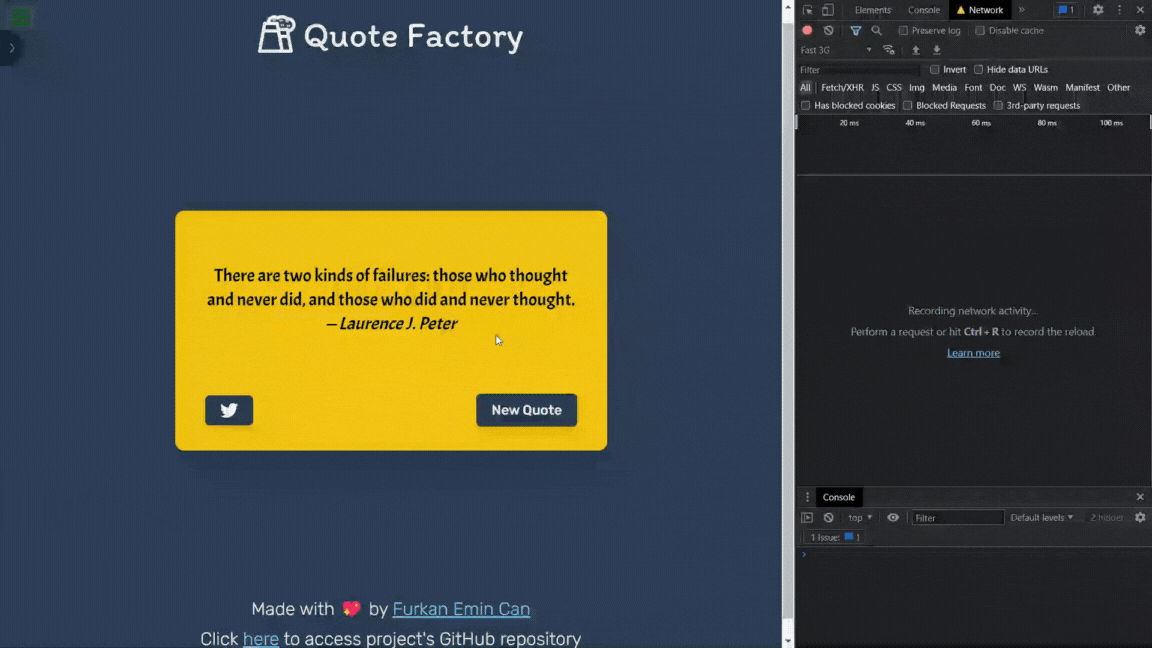 Quote Factory
There are two kinds of failures: those who thought
and never did, and those who did and never thought.
– Laurence J. Peter
New Quote
Made with 💖 by Furkan Emin Can
Click here to access project's GitHub repository
Elements Console Network » 1
Preserve log Disable cache
Fast 3G
Filter Invert Hide data URLs
All Fetch/XHR JS CSS Img Media Font Doc WS Wasm Manifest Other
Has blocked cookies Blocked Requests 3rd-party requests
20 ms 40 ms 60 ms 80 ms 100 ms
Recording network activity...
Perform a request or hit Ctrl + R to record the reload.
Learn more
Console
top Filter Default levels 2 hidden
1 Issue: 1